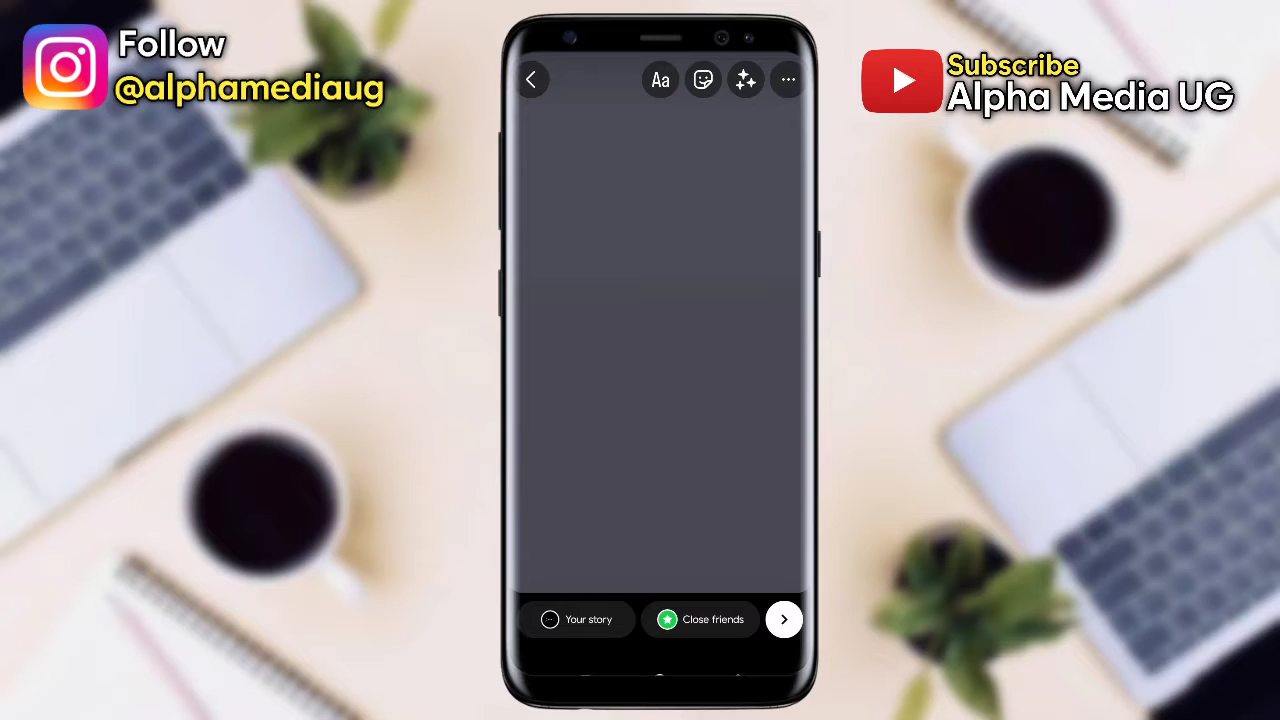 Follow
@alphamediaug
Subscribe
Alpha Media UG
Aa
Your story
Close friends